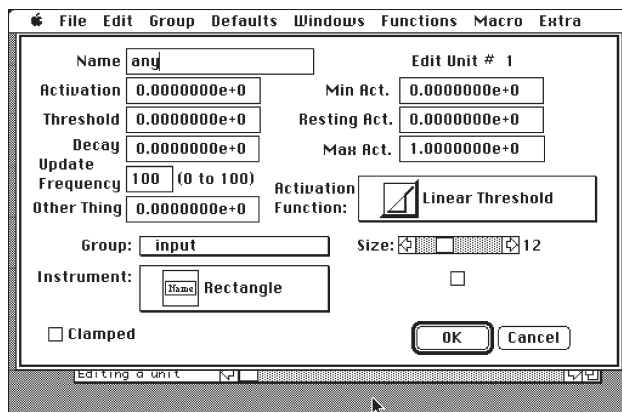 File Edit Group Defaults Windows Functions Macro Extra
Name any
Edit Unit # 1
Activation 0.0000000e+0
Min Act. 0.0000000e+0
Threshold 0.0000000e+0
Resting Act. 0.0000000e+0
Decay 0.0000000e+0
Max Act. 1.0000000e+0
Update Frequency 100 (0 to 100)
Activation Function: Linear Threshold
Other Thing 0.0000000e+0
Group: input
Size: 12
Instrument: Name Rectangle
Clamped
OK Cancel
Editing a unit